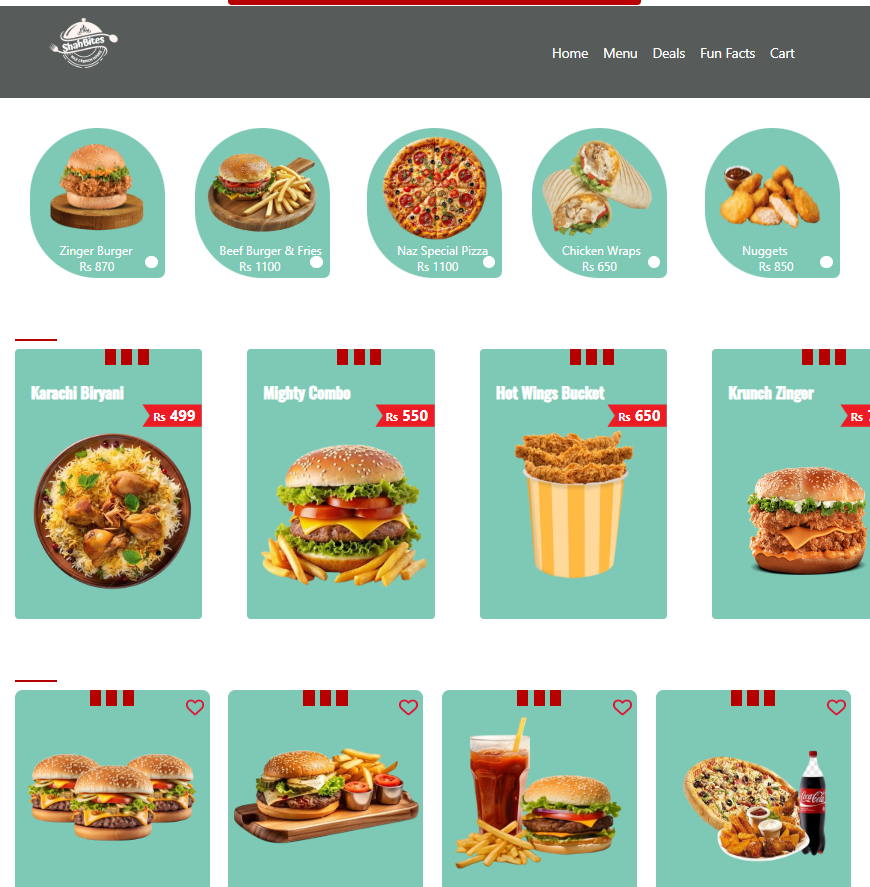 ShahBites
Home Menu Deals Fun Facts Cart
Zinger Burger
Rs 870
Beef Burger & Fries
Rs 1100
Naz Special Pizza
Rs 1100
Chicken Wraps
Rs 650
Nuggets
Rs 850
Karachi Biryani
Rs 499
Mighty Combo
Rs 550
Hot Wings Bucket
Rs 650
Krunch Zinger
Rs
Coca-Cola